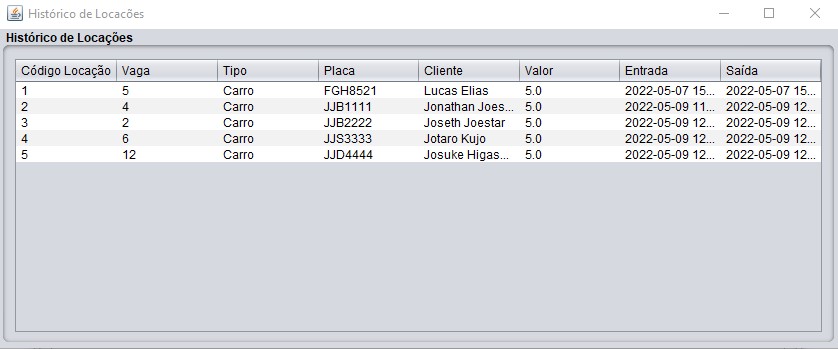 Histórico de Locacões
Histórico de Locações
Código Locação Vaga Tipo Placa Cliente Valor Entrada Saída
1 5 Carro FGH8521 Lucas Elias 5.0 2022-05-07 15... 2022-05-07 15...
2 4 Carro JJB1111 Jonathan Joes... 5.0 2022-05-09 11... 2022-05-09 12...
3 2 Carro JJB2222 Joseth Joestar 5.0 2022-05-09 12... 2022-05-09 12...
4 6 Carro JJS3333 Jotaro Kujo 5.0 2022-05-09 12... 2022-05-09 12...
5 12 Carro JJD4444 Josuke Higas... 5.0 2022-05-09 12... 2022-05-09 12...